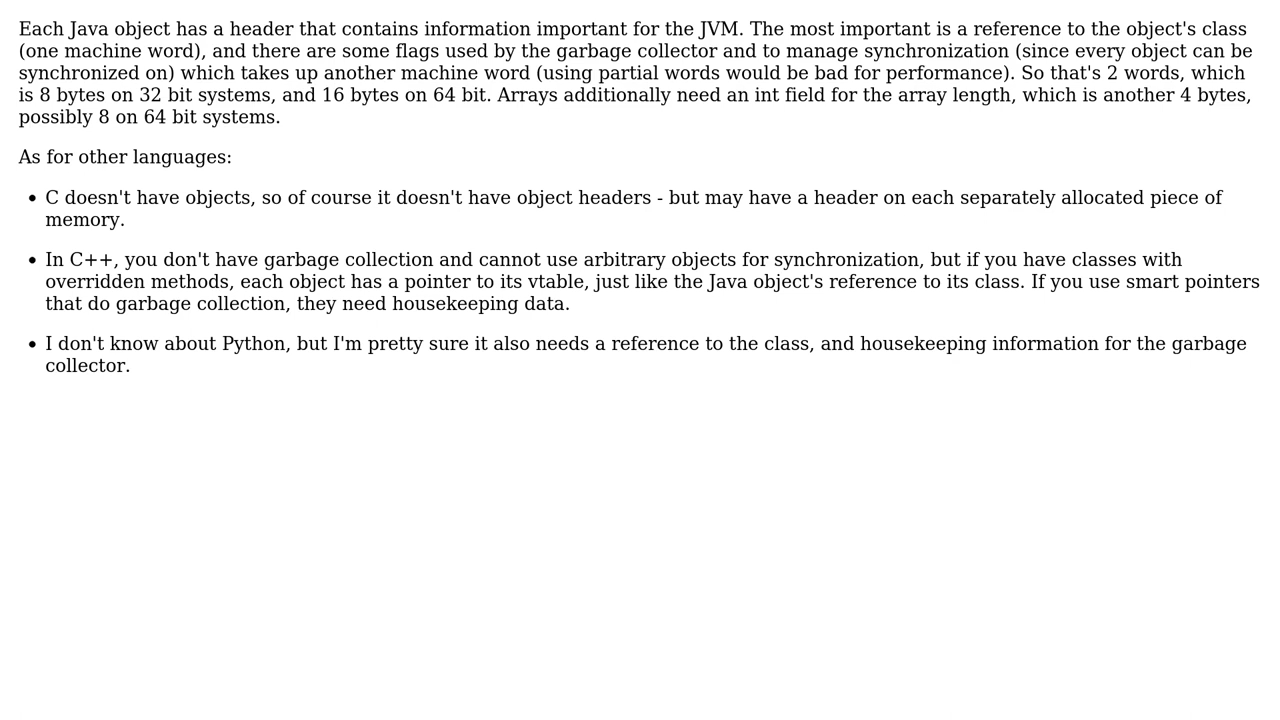 Each Java object has a header that contains information important for the JVM. The most important is a reference to the object's class
(one machine word), and there are some flags used by the garbage collector and to manage synchronization (since every object can be
synchronized on) which takes up another machine word (using partial words would be bad for performance). So that's 2 words, which
is 8 bytes on 32 bit systems, and 16 bytes on 64 bit. Arrays additionally need an int field for the array length, which is another 4 bytes,
possibly 8 on 64 bit systems.
As for other languages:
• C doesn't have objects, so of course it doesn't have object headers - but may have a header on each separately allocated piece of
memory.
• In C++, you don't have garbage collection and cannot use arbitrary objects for synchronization, but if you have classes with
overridden methods, each object has a pointer to its vtable, just like the Java object's reference to its class. If you use smart pointers
that do garbage collection, they need housekeeping data.
• I don't know about Python, but I'm pretty sure it also needs a reference to the class, and housekeeping information for the garbage
collector.